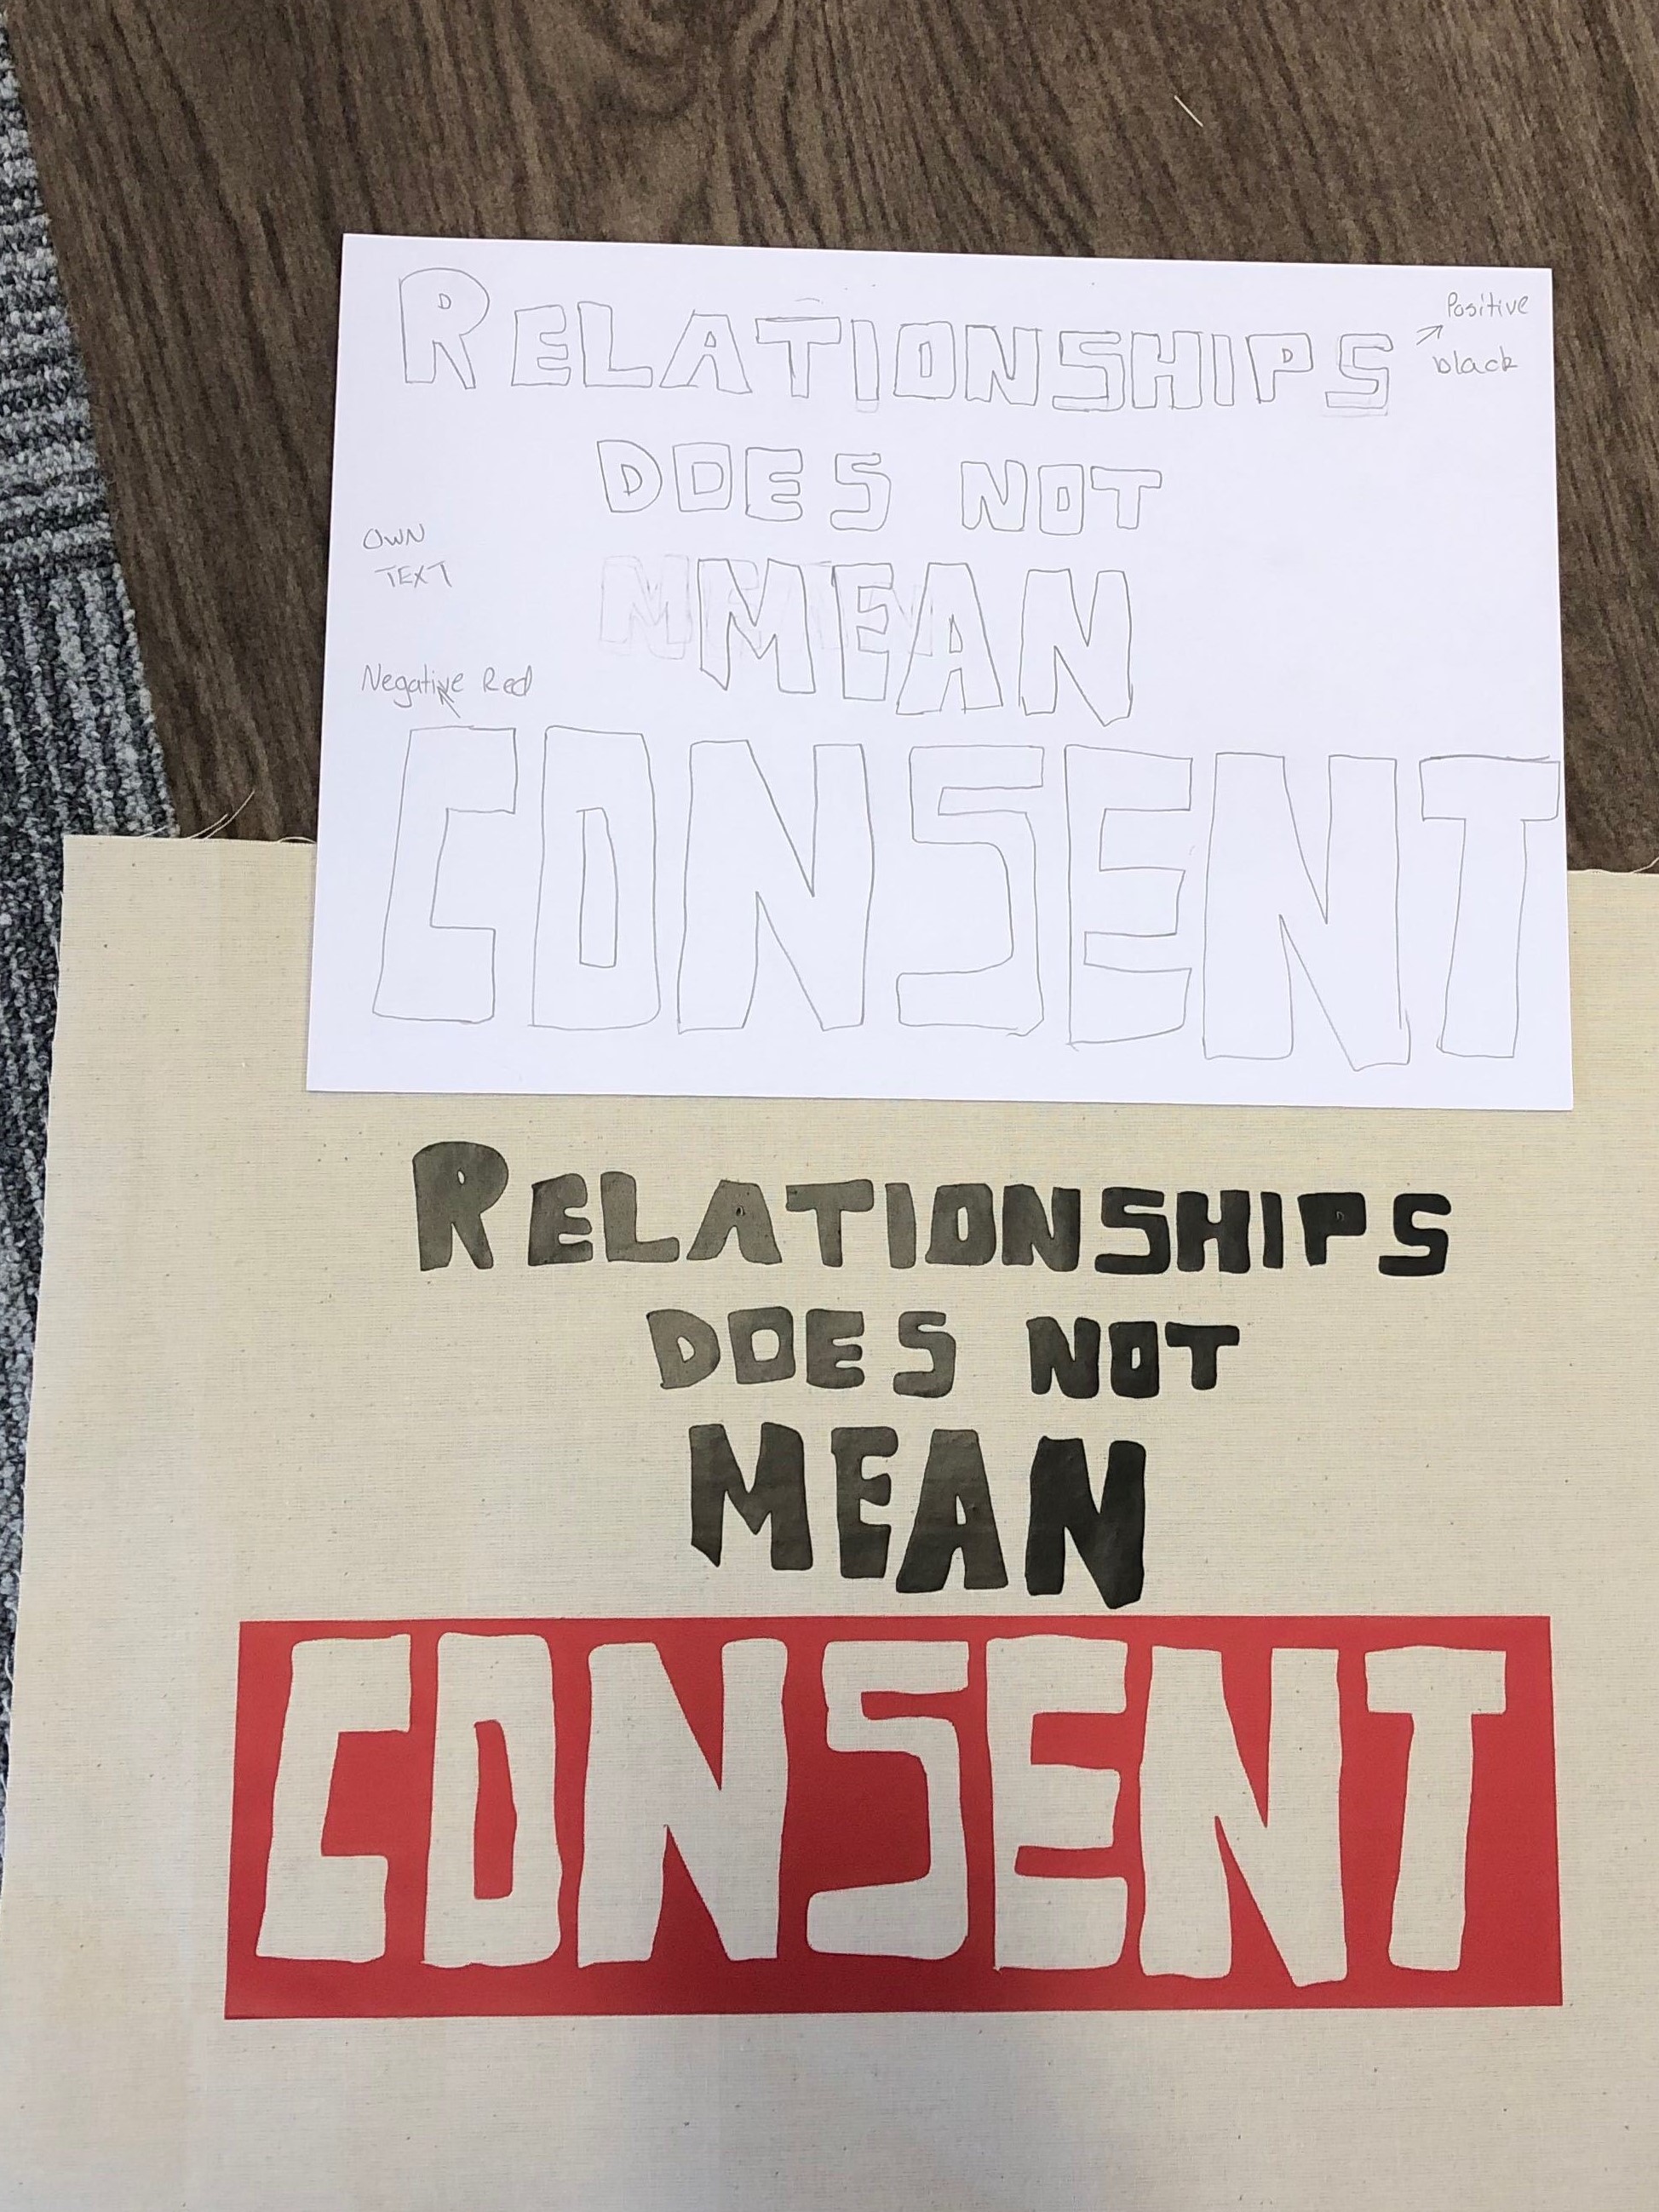 RELATIONSHIPS
Positive
black
DOES NOT
OWN
TEXT
MEAN
Negative Red
CONSENT
RELATIONSHIPS
DOES NOT
MEAN
CONSENT